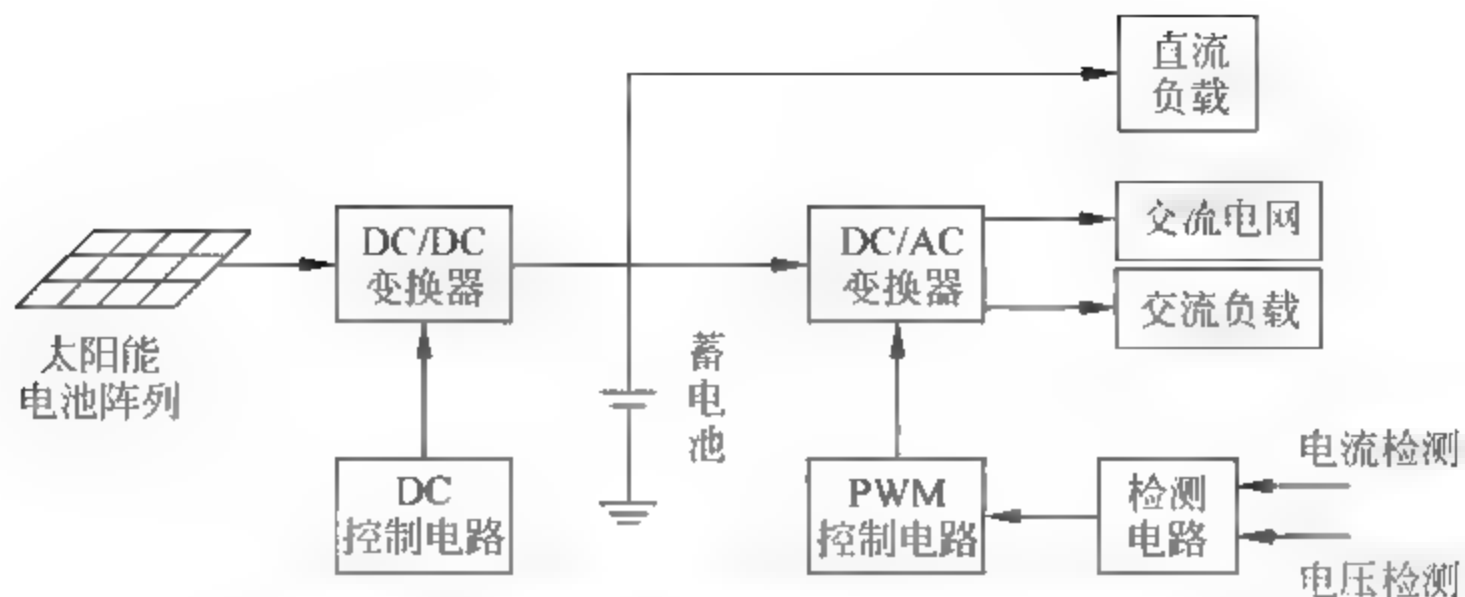 直流
负载
DC/DC
变换器
DC/AC
变换器
交流电网
交流负载
太阳能
电池阵列
蓄
电
池
DC
控制电路
PWM
控制电路
检测
电路
电流检测
电压检测